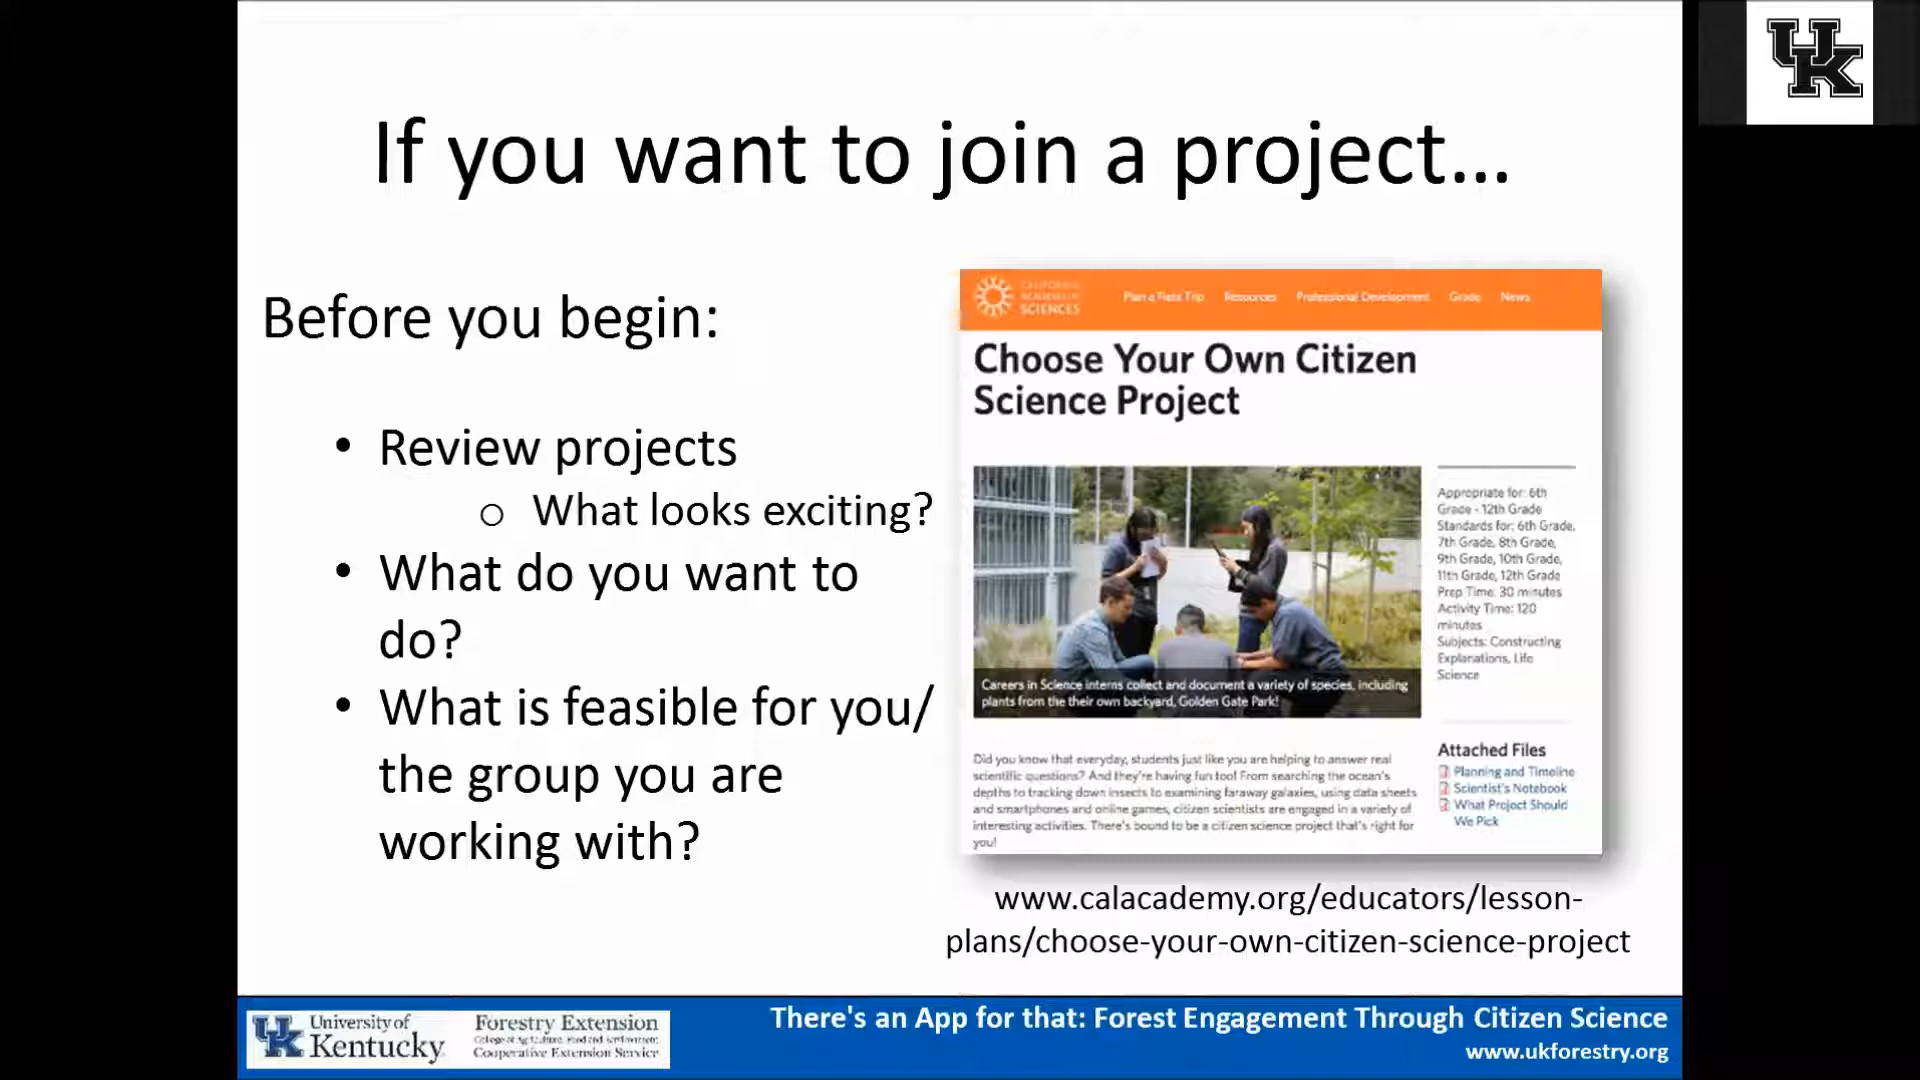 UK
If you want to join a project...
Before you begin:
• Review projects
o What looks exciting?
• What do you want to
do?
• What is feasible for you/
the group you are
working with?
CALIFORNIA
ACADEMY OF
SCIENCES
Plan a Field Trip Resources Professional Development Grade News
Choose Your Own Citizen
Science Project
Careers in Science interns collect and document a variety of species, including
plants from the their own backyard, Golden Gate Park!
Did you know that everyday, students just like you are helping to answer real
scientific questions? And they're having fun too! From searching the ocean's
depths to tracking down insects to examining faraway galaxies, using data sheets
and smartphones and online games, citizen scientists are engaged in a variety of
interesting activities. There's bound to be a citizen science project that's right for
you!
Appropriate for: 6th
Grade - 12th Grade
Standards for: 6th Grade,
7th Grade, 8th Grade,
9th Grade, 10th Grade,
11th Grade, 12th Grade
Prep Time: 30 minutes
Activity Time: 120
minutes
Subjects: Constructing
Explanations, Life
Science
Attached Files
Planning and Timeline
Scientist's Notebook
What Project Should
We Pick
www.calacademy.org/educators/lesson-
plans/choose-your-own-citizen-science-project
UK University of
Kentucky
Forestry Extension
College of Agriculture, Food and Environment
Cooperative Extension Service
There's an App for that: Forest Engagement Through Citizen Science
www.ukforestry.org